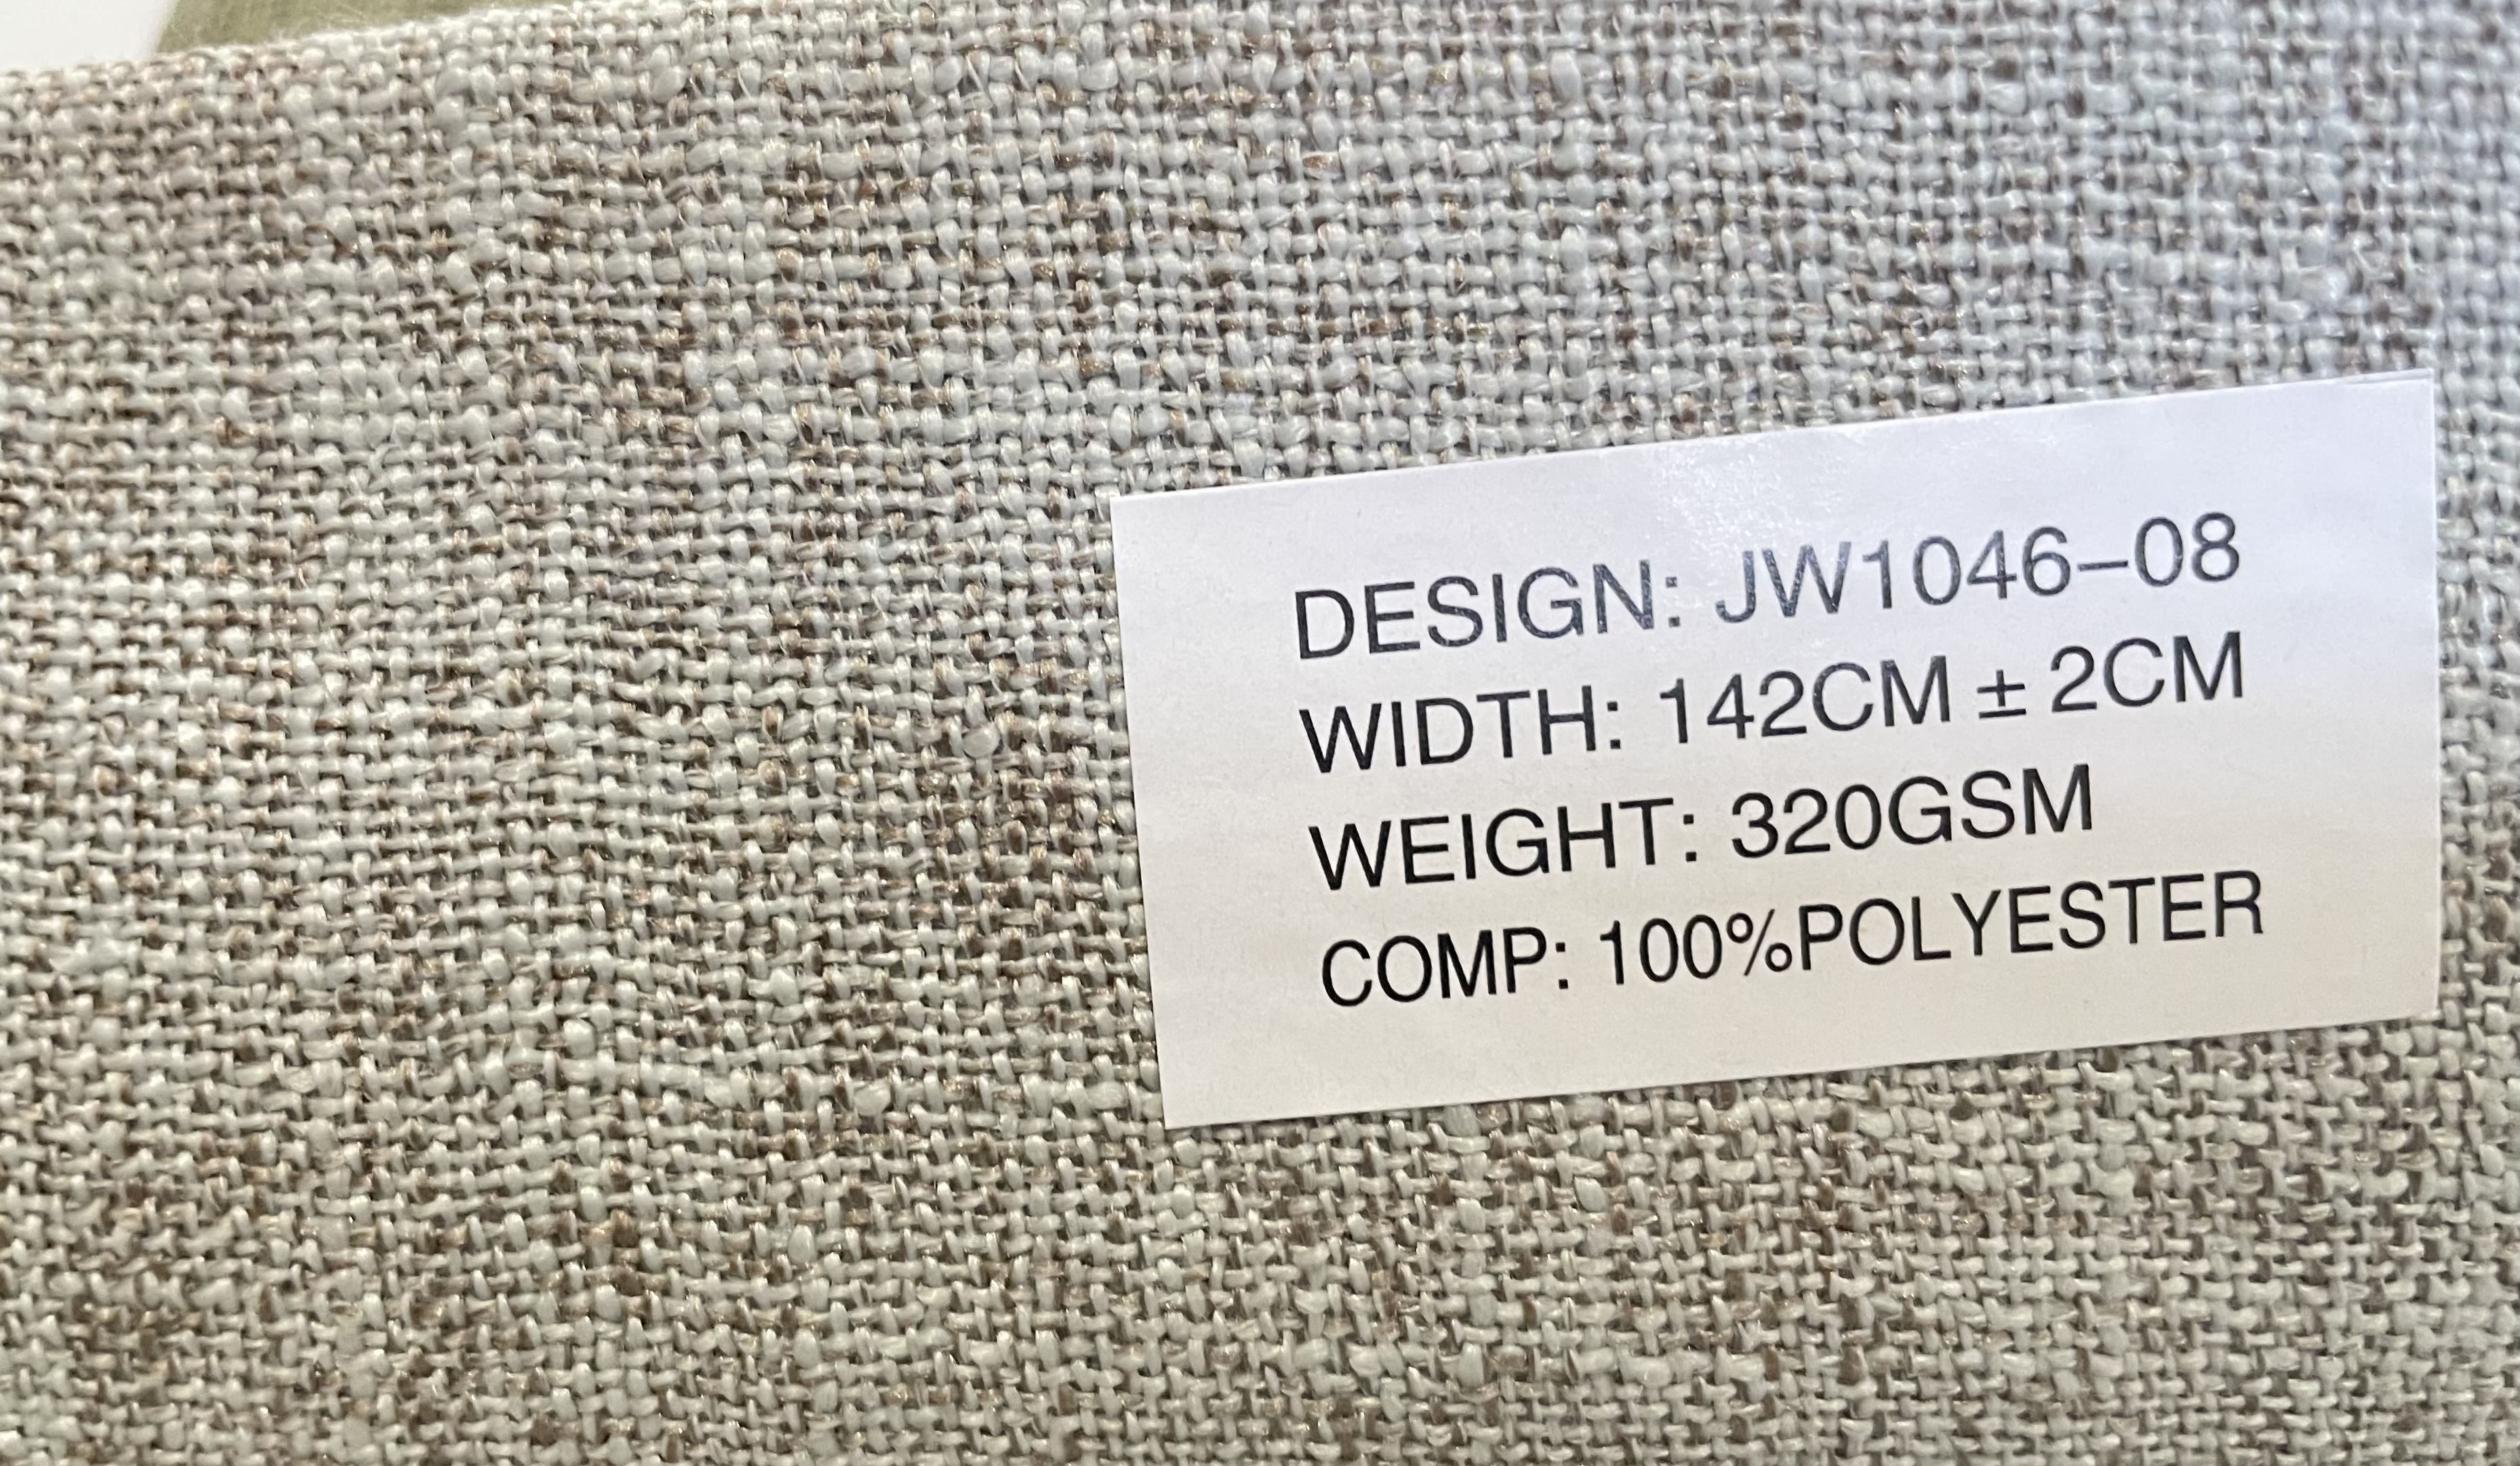 DESIGN: JW1046-08
WIDTH: 142CM ± 2CM
WEIGHT: 320GSM
COMP: 100%POLYESTER